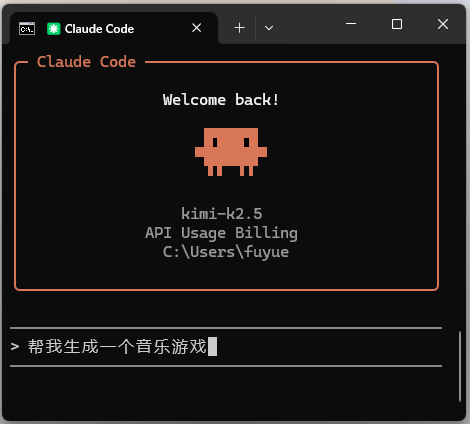 Claude Code
Claude Code
Welcome back!
kimi-k2.5
API Usage Billing
C:\Users\fuyue
> 帮我生成一个音乐游戏